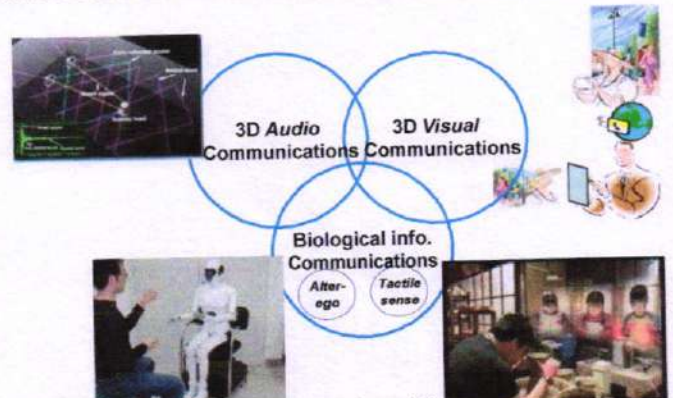 3D Audio
Communications
3D Visual
Communications
Biological info.
Communications
Alter-
ego
Tactile
sense